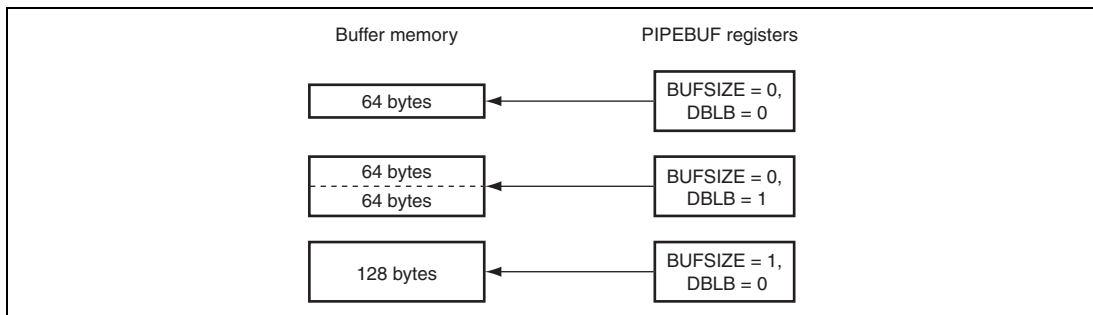 Buffer memory
PIPEBUF registers
64 bytes
BUFSIZE = 0,
DBLB = 0
64 bytes
64 bytes
BUFSIZE = 0,
DBLB = 1
128 bytes
BUFSIZE = 1,
DBLB = 0